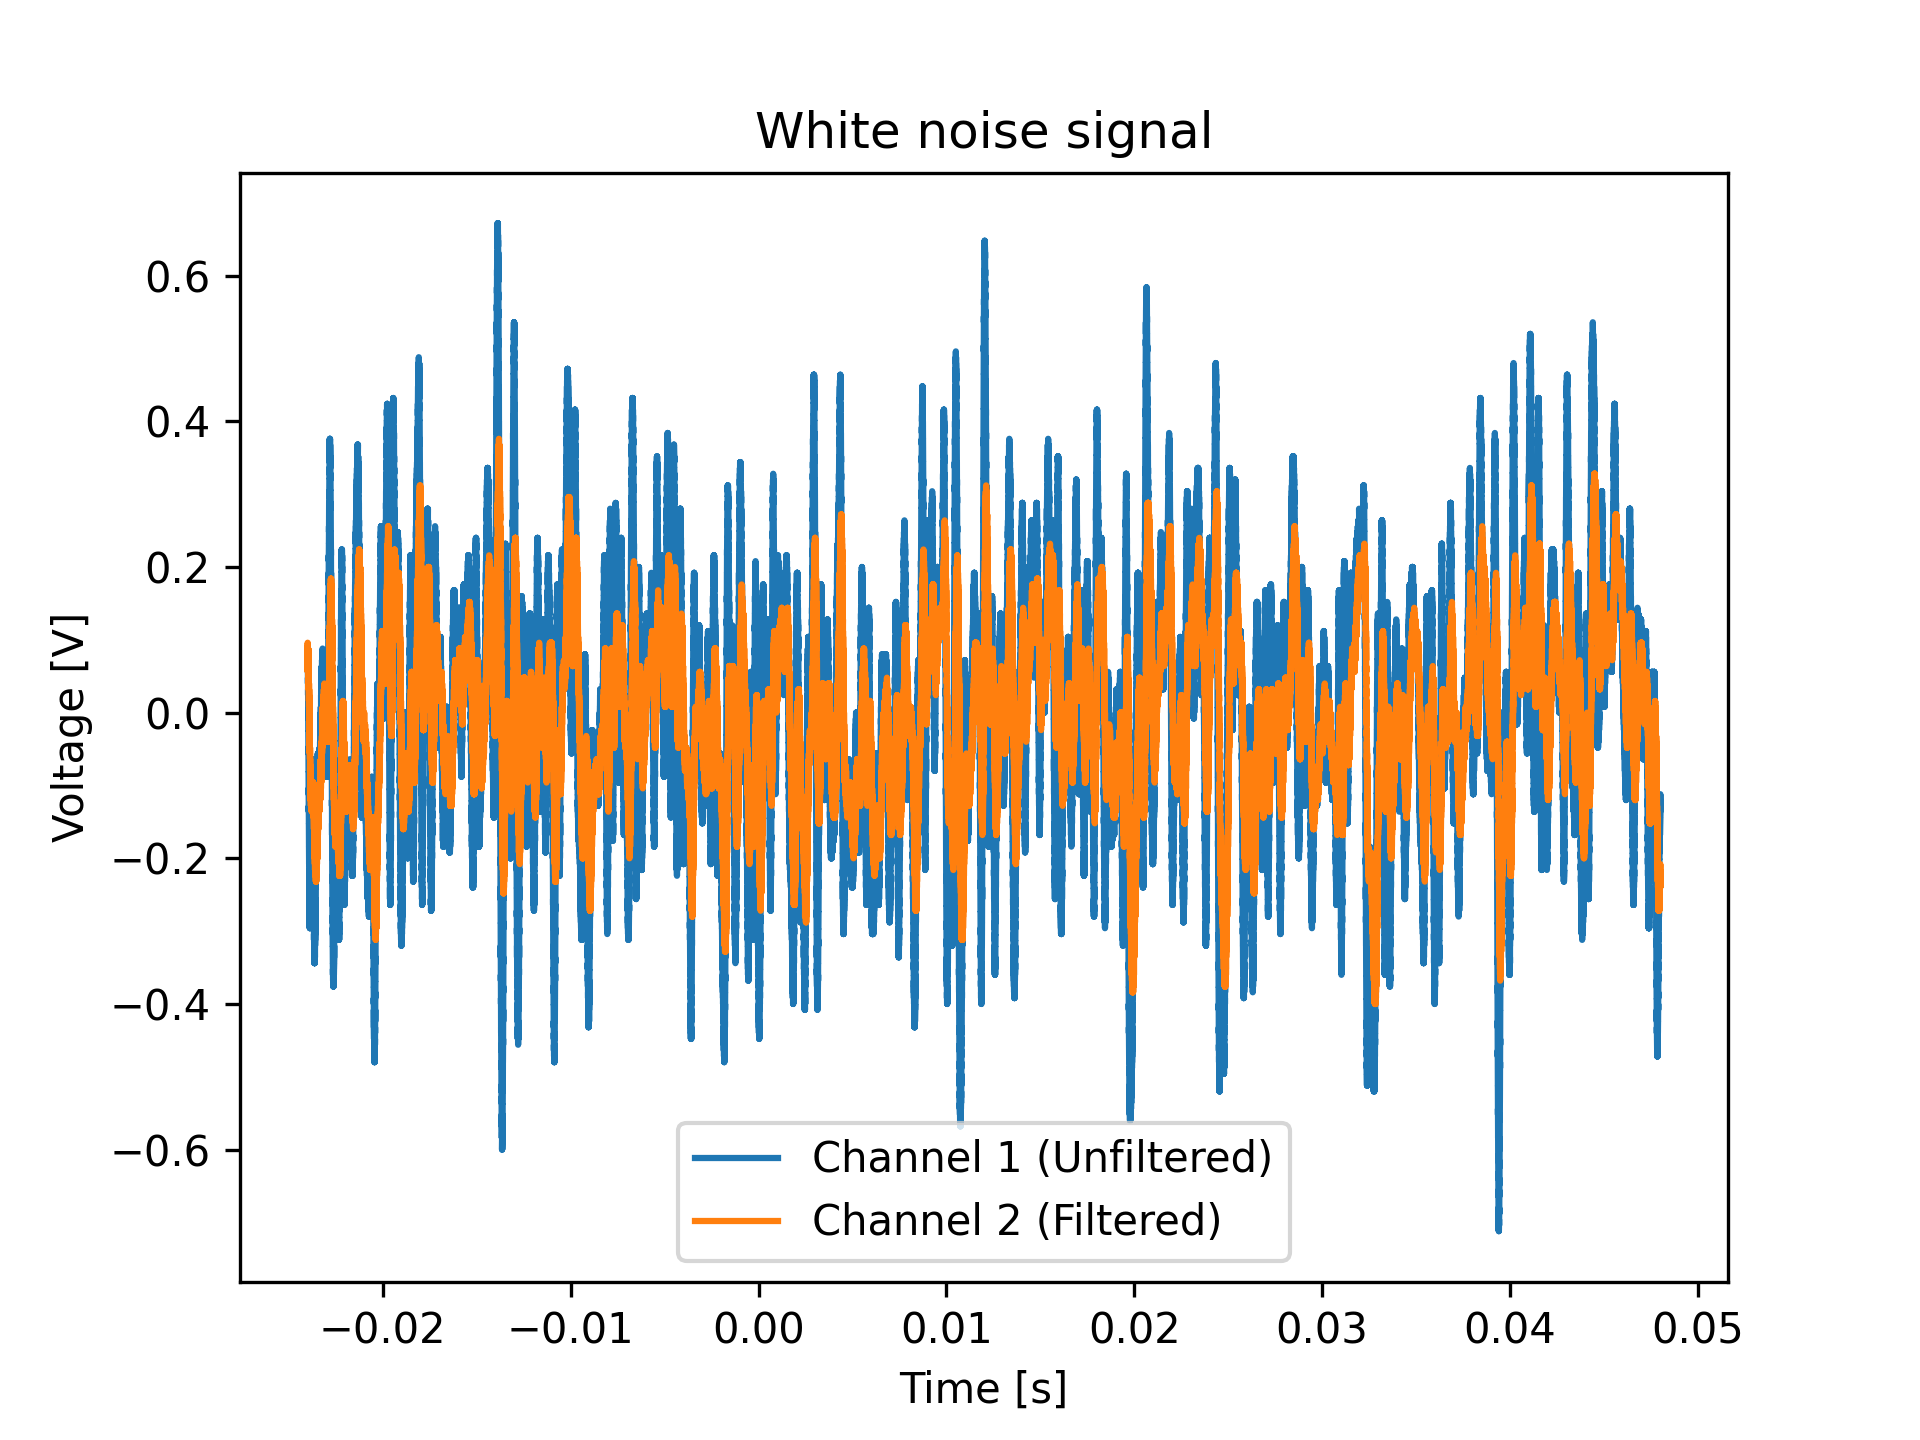 White noise signal
Voltage [V]
0.6
0.4
0.2
0.0
−0.2
−0.4
−0.6
Channel 1 (Unfiltered)
Channel 2 (Filtered)
−0.02 −0.01 0.00 0.01 0.02 0.03 0.04 0.05
Time [s]